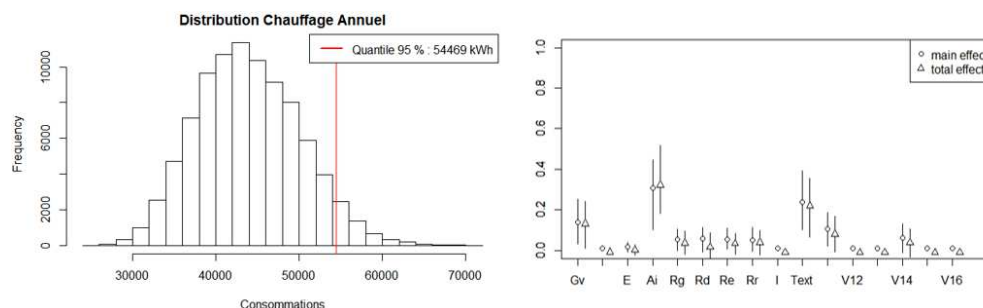 Distribution Chauffage Annuel
Quantile 95 % : 54469 kWh
Frequency
0 2000 6000 10000
30000 40000 50000 60000 70000
Consommations
main effect
total effect
1.0
0.8
0.6
0.4
0.2
0.0
Gv E Ai Rg Rd Re Rr I Text V12 V14 V16